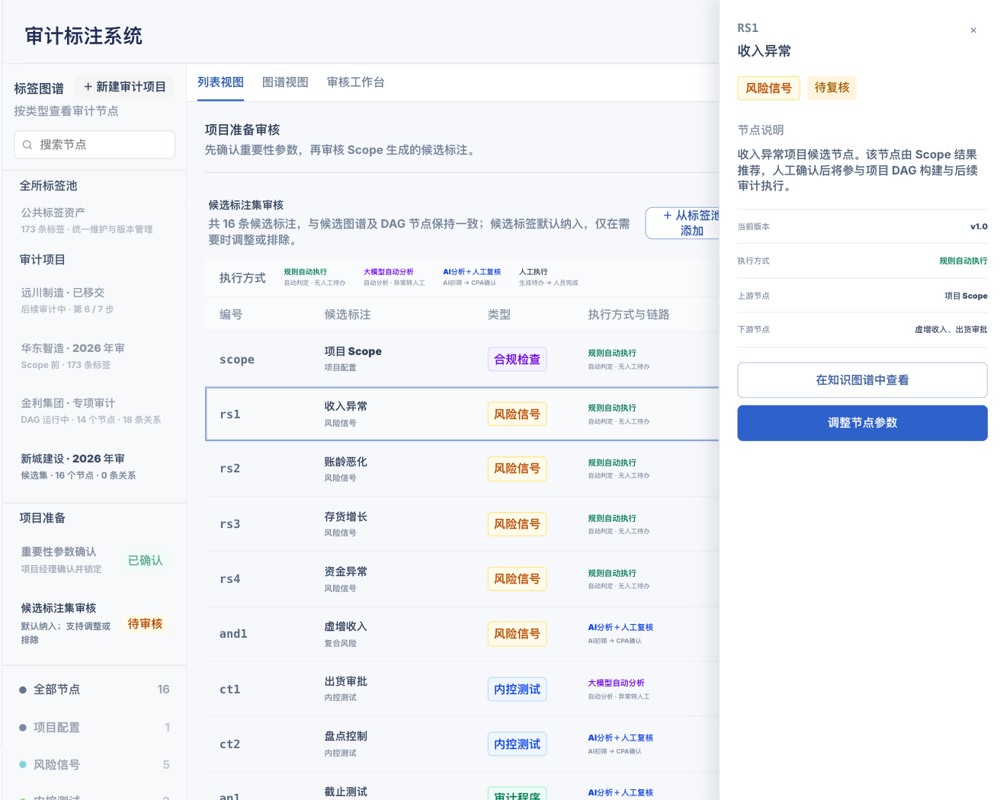 审计标注系统
标签图谱
+ 新建审计项目
按类型查看审计节点
搜索节点
全所标签池
公共标签资产
173 条标签 · 统一维护与版本管理
审计项目
远川制造 · 已移交
后续审计中 · 第 6 / 7 步
华东智造 · 2026 年审
Scope 前 · 173 条标签
金利集团 · 专项审计
DAG 运行中 · 14 个节点 · 18 条关系
新城建设 · 2026 年审
候选集 · 16 个节点 · 0 条关系
项目准备
重要性参数确认
项目经理确认并锁定
已确认
候选标注集审核
默认纳入；支持调整或
排除
待审核
全部节点 16
项目配置 1
风险信号 5
列表视图 图谱视图 审核工作台
项目准备审核
先确认重要性参数，再审核 Scope 生成的候选标注。
候选标注集审核
共 16 条候选标注，与候选图谱及 DAG 节点保持一致；候选标签默认纳入，仅在需
要时调整或排除。
+ 从标签池
添加
执行方式
规则自动执行
自动判定 · 无人工待办
大模型自动分析
自动分析 · 异常转人工
AI分析＋人工复核
AI初筛 → CPA确认
人工执行
生成待办 → 人员完成
编号 候选标注 类型 执行方式与链路
scope
项目 Scope
项目配置
合规检查
规则自动执行
自动判定 · 无人工待办
rs1
收入异常
风险信号
风险信号
规则自动执行
自动判定 · 无人工待办
rs2
账龄恶化
风险信号
风险信号
规则自动执行
自动判定 · 无人工待办
rs3
存货增长
风险信号
风险信号
规则自动执行
自动判定 · 无人工待办
rs4
资金异常
风险信号
风险信号
规则自动执行
自动判定 · 无人工待办
and1
虚增收入
复合风险
风险信号
AI分析＋人工复核
AI初筛 → CPA确认
ct1
出货审批
内控测试
内控测试
大模型自动分析
自动分析 · 异常转人工
ct2
盘点控制
内控测试
内控测试
AI分析＋人工复核
AI初筛 → CPA确认
ap1
截止测试
审计程序
AI分析＋人工复核
RS1
×
收入异常
风险信号 待复核
节点说明
收入异常项目候选节点。该节点由 Scope 结果
推荐，人工确认后将参与项目 DAG 构建与后续
审计执行。
当前版本 v1.0
执行方式 规则自动执行
上游节点 项目 Scope
下游节点 虚增收入、出货审批
在知识图谱中查看
调整节点参数